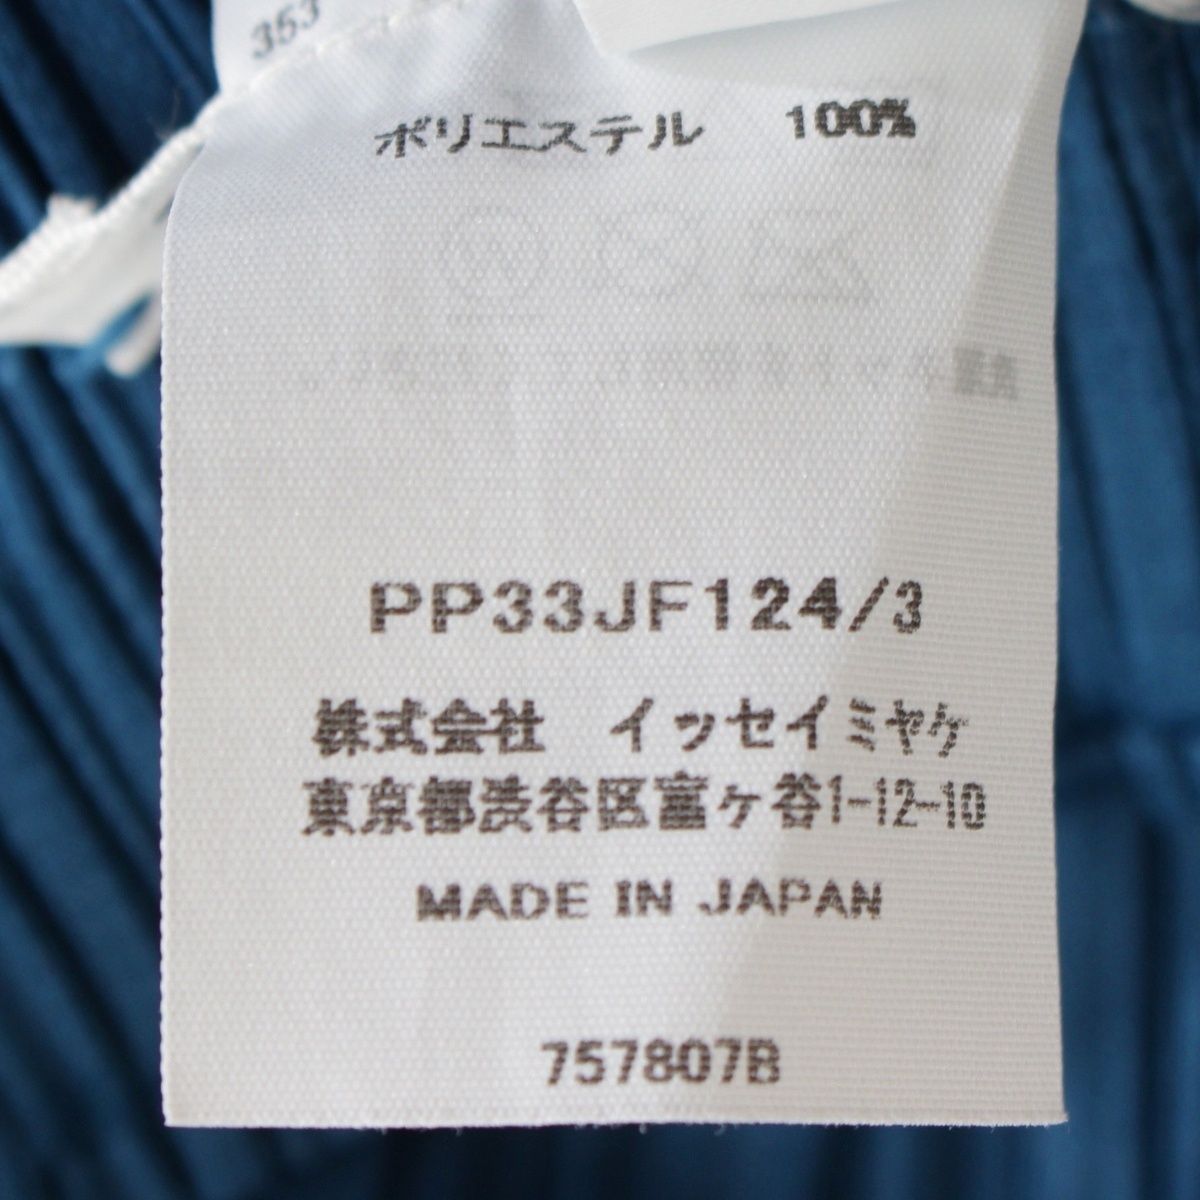 353
ポリエステル 100%
PP33JF124/3
株式会社 イッセイミヤケ
東京都渋谷区富ヶ谷1-12-10
MADE IN JAPAN
757807B